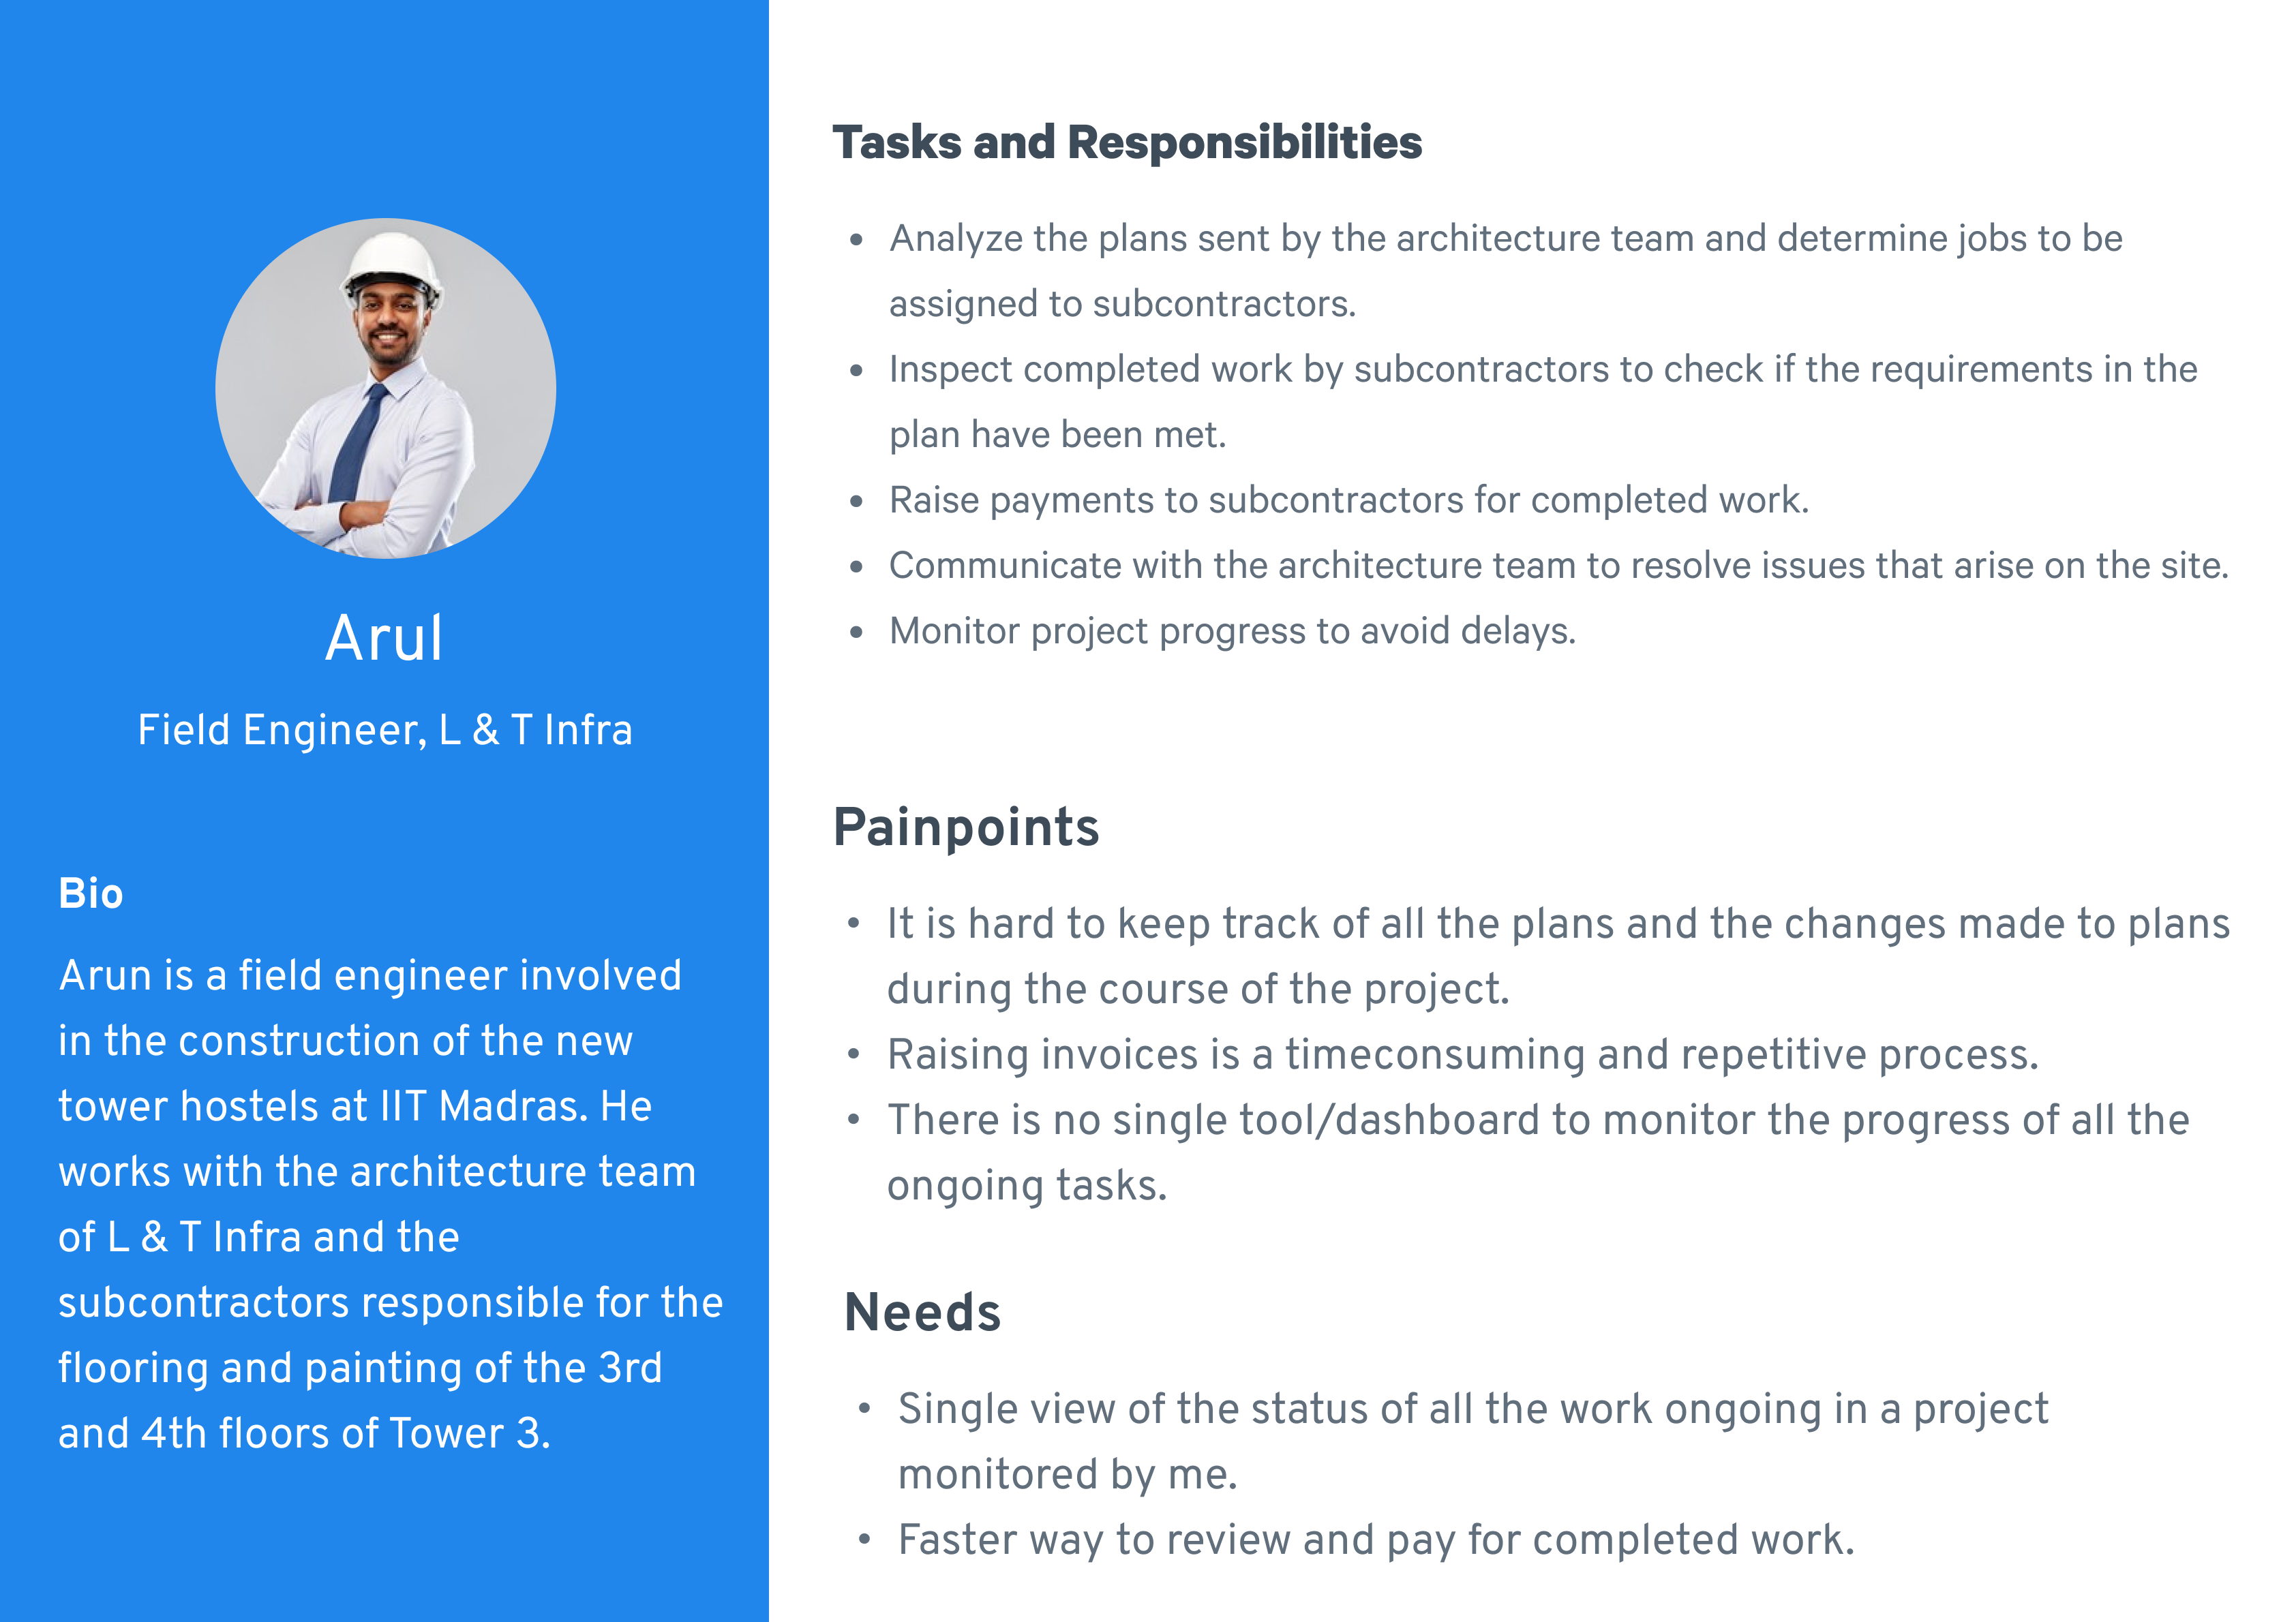 Arul
Field Engineer, L & T Infra
Bio
Arun is a field engineer involved
in the construction of the new
tower hostels at IIT Madras. He
works with the architecture team
of L & T Infra and the
subcontractors responsible for the
flooring and painting of the 3rd
and 4th floors of Tower 3.
Tasks and Responsibilities
• Analyze the plans sent by the architecture team and determine jobs to be
assigned to subcontractors.
• Inspect completed work by subcontractors to check if the requirements in the
plan have been met.
• Raise payments to subcontractors for completed work.
• Communicate with the architecture team to resolve issues that arise on the site.
• Monitor project progress to avoid delays.
Painpoints
• It is hard to keep track of all the plans and the changes made to plans
during the course of the project.
• Raising invoices is a timeconsuming and repetitive process.
• There is no single tool/dashboard to monitor the progress of all the
ongoing tasks.
Needs
• Single view of the status of all the work ongoing in a project
monitored by me.
• Faster way to review and pay for completed work.